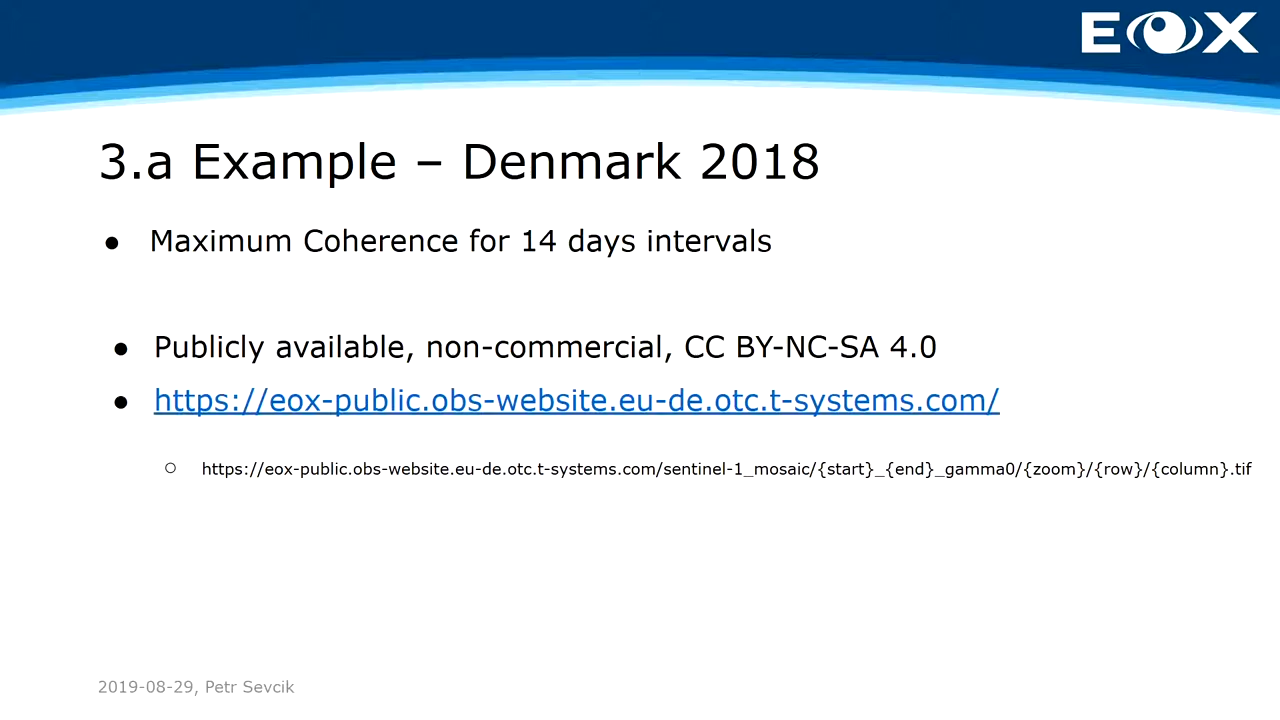 EOX
3.a Example – Denmark 2018
● Maximum Coherence for 14 days intervals
● Publicly available, non-commercial, CC BY-NC-SA 4.0
● https://eox-public.obs-website.eu-de.otc.t-systems.com/
○ https://eox-public.obs-website.eu-de.otc.t-systems.com/sentinel-1_mosaic/{start}_{end}_gamma0/{zoom}/{row}/{column}.tif
2019-08-29, Petr Sevcik